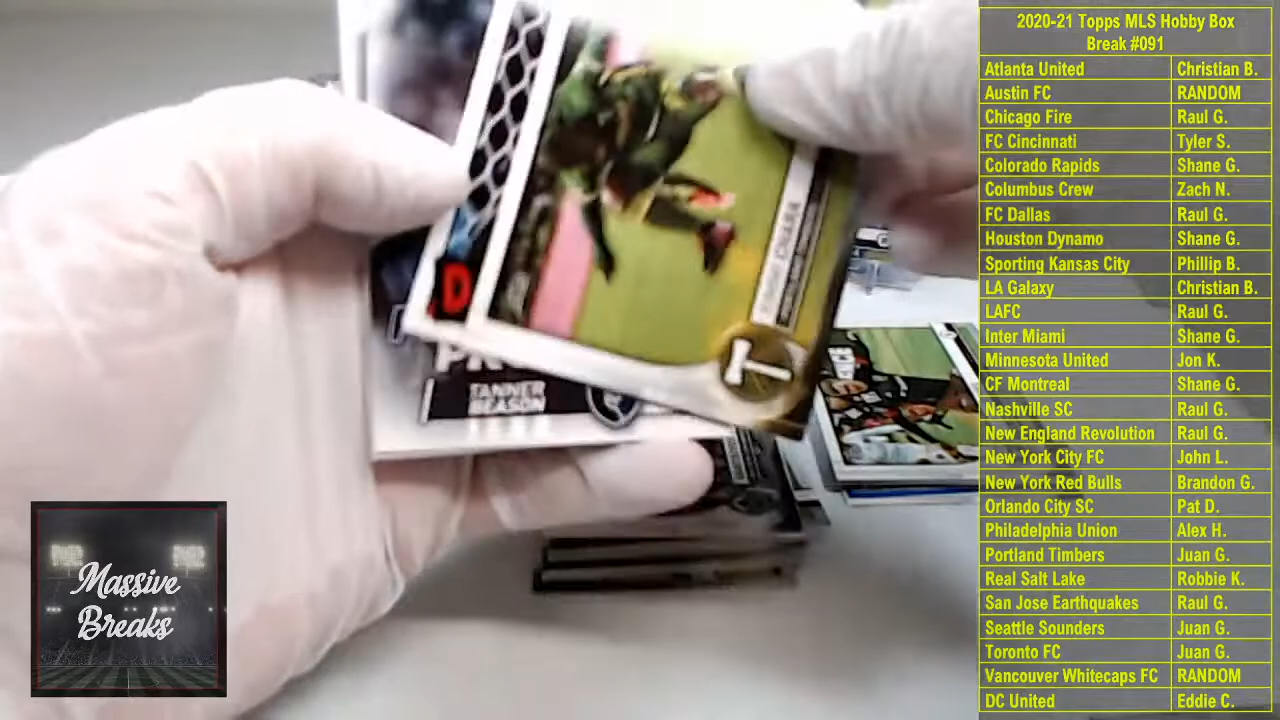 2020-21 Topps MLS Hobby Box
Break #091
Atlanta United Christian B.
Austin FC RANDOM
Chicago Fire Raul G.
FC Cincinnati Tyler S.
Colorado Rapids Shane G.
Columbus Crew Zach N.
FC Dallas Raul G.
Houston Dynamo Shane G.
Sporting Kansas City Phillip B.
LA Galaxy Christian B.
LAFC Raul G.
Inter Miami Shane G.
Minnesota United Jon K.
CF Montreal Shane G.
Nashville SC Raul G.
New England Revolution Raul G.
New York City FC John L.
New York Red Bulls Brandon G.
Orlando City SC Pat D.
Philadelphia Union Alex H.
Portland Timbers Juan G.
Real Salt Lake Robbie K.
San Jose Earthquakes Raul G.
Seattle Sounders Juan G.
Toronto FC Juan G.
Vancouver Whitecaps FC RANDOM
DC United Eddie C.
D
TANNER
BEASON
Massive
Breaks